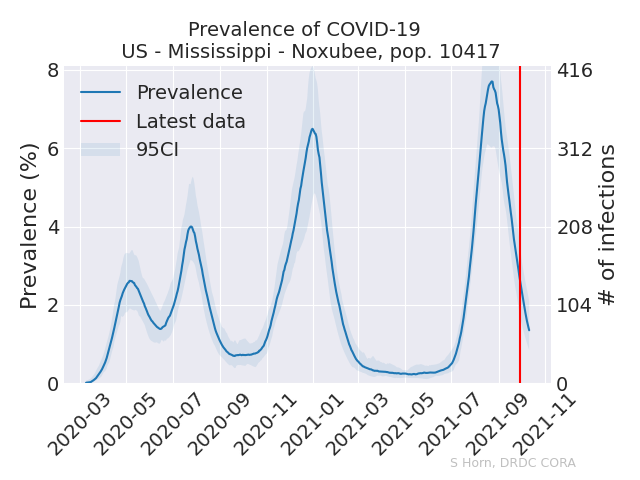 Prevalence of COVID-19
US - Mississippi - Noxubee, pop. 10417
Prevalence
Latest data
95CI
Prevalence (%)
8
6
4
2
0
# of infections
416
312
208
104
0
2020-03
2020-05
2020-07
2020-09
2020-11
2021-01
2021-03
2021-05
2021-07
2021-09
2021-11
S Horn, DRDC CORA